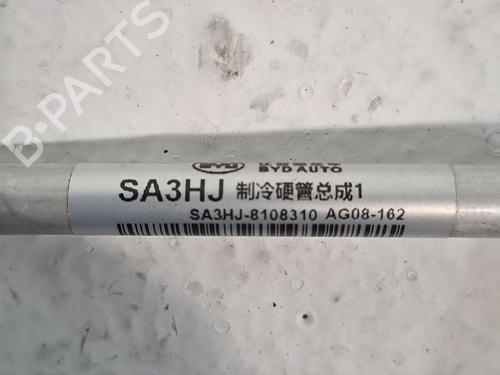 B-PARTS
BYD BYD AUTO
SA3HJ 制冷硬管总成1
SA3HJ-8108310 AG08-162